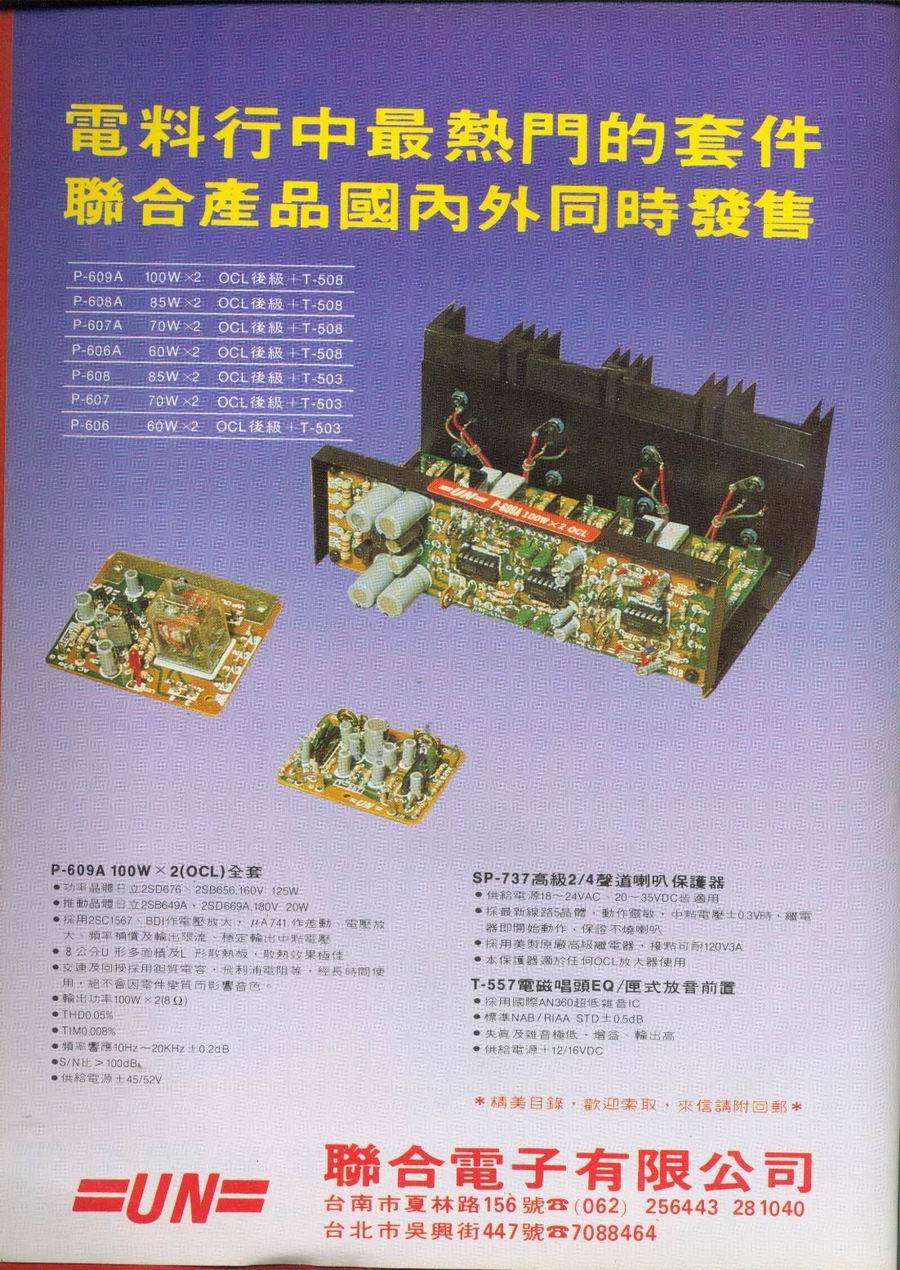 電料行中最熱門的套件
聯合產品國內外同時發售
P-609A 100W×2 OCL後級+T-508
P-608A 85W×2 OCL後級+T-508
P-607A 70W×2 OCL後級+T-508
P-606A 60W×2 OCL後級+T-508
P-608 85W×2 OCL後級+T-503
P-607 70W×2 OCL後級+T-503
P-606 60W×2 OCL後級+T-503
=UN= P-609A 100W×2 OCL
508
=UN=
P-609A 100W×2(OCL)全套
●功率晶體日立2SD676、2SB656,160V 125W
●推動晶體日立2SB649A、2SD669A,180V 20W
●採用2SC1567、BDI作電壓放大,μA741作差動、電壓放
大、頻率補償及輸出限流、穩定輸出中點電壓
●8公分U形多面積及L形散熱板,散熱效果極佳
●交連及回授採用鉭質電容,飛利浦電阻等,經長時間使
用,絕不會因零件變質而影響音色。
●輸出功率100W×2(8Ω)
●THD0.05%
●TIM0.008%
●頻率響應10Hz~20KHz±0.2dB
●S/N比>100dB
●供給電源±45/52V
SP-737高級2/4聲道喇叭保護器
●供給電源18~24VAC、20~35VDC皆適用
●採最新線路5晶體,動作靈敏,中點電壓±0.3V時,繼電
器即開始動作,保證不燒喇叭
●採用美製原廠高級繼電器,接點可耐120V3A
●本保護器適於任何OCL放大器使用
T-557電磁唱頭EQ/匣式放音前置
●採用國際AN360超低雜音IC
●標準NAB/RIAA STD±0.5dB
●失真及雜音極低,增益、輸出高
●供給電源+12/16VDC
*精美目錄,歡迎索取,來信請附回郵*
=UN=
聯合電子有限公司
台南市夏林路156號☎(062) 256443 281040
台北市吳興街447號☎7088464